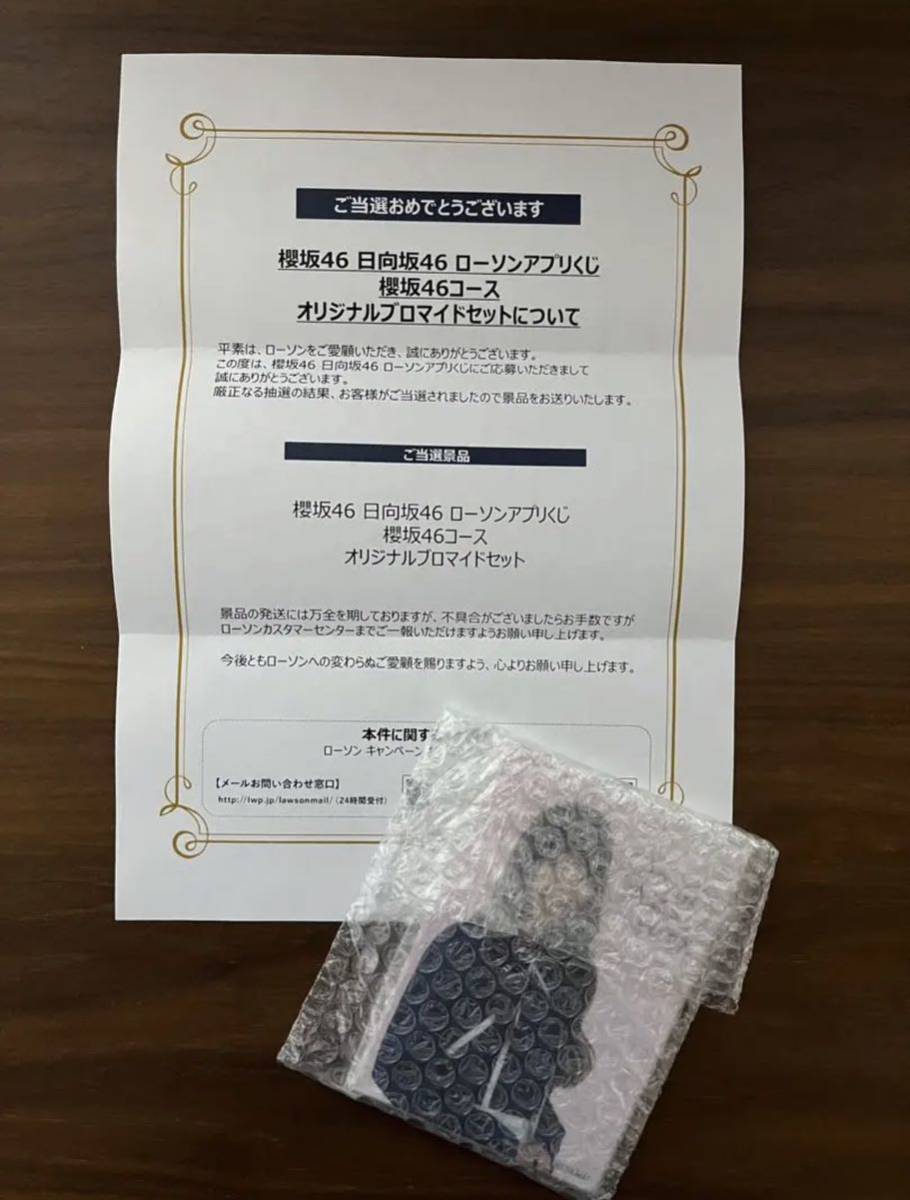 ご当選おめでとうございます
櫻坂46 日向坂46 ローソンアプリくじ
櫻坂46コース
オリジナルブロマイドセットについて
平素は、ローソンをご愛顧いただき、誠にありがとうございます。
この度は、櫻坂46 日向坂46 ローソンアプリくじにご応募いただきまして
誠にありがとうございます。
厳正なる抽選の結果、お客様がご当選されましたので景品をお送りいたします。
ご当選景品
櫻坂46 日向坂46 ローソンアプリくじ
櫻坂46コース
オリジナルブロマイドセット
景品の発送には万全を期しておりますが、不具合がございましたらお手数ですが
ローソンカスタマーセンターまでご一報いただけますようお願い申し上げます。
今後ともローソンへの変わらぬご愛顧を賜りますよう、心よりお願い申し上げます。
本件に関す
ローソン キャンペーン
【メールお問い合わせ窓口】
http://lwp.jp/lawsonmail/（24時間受付）